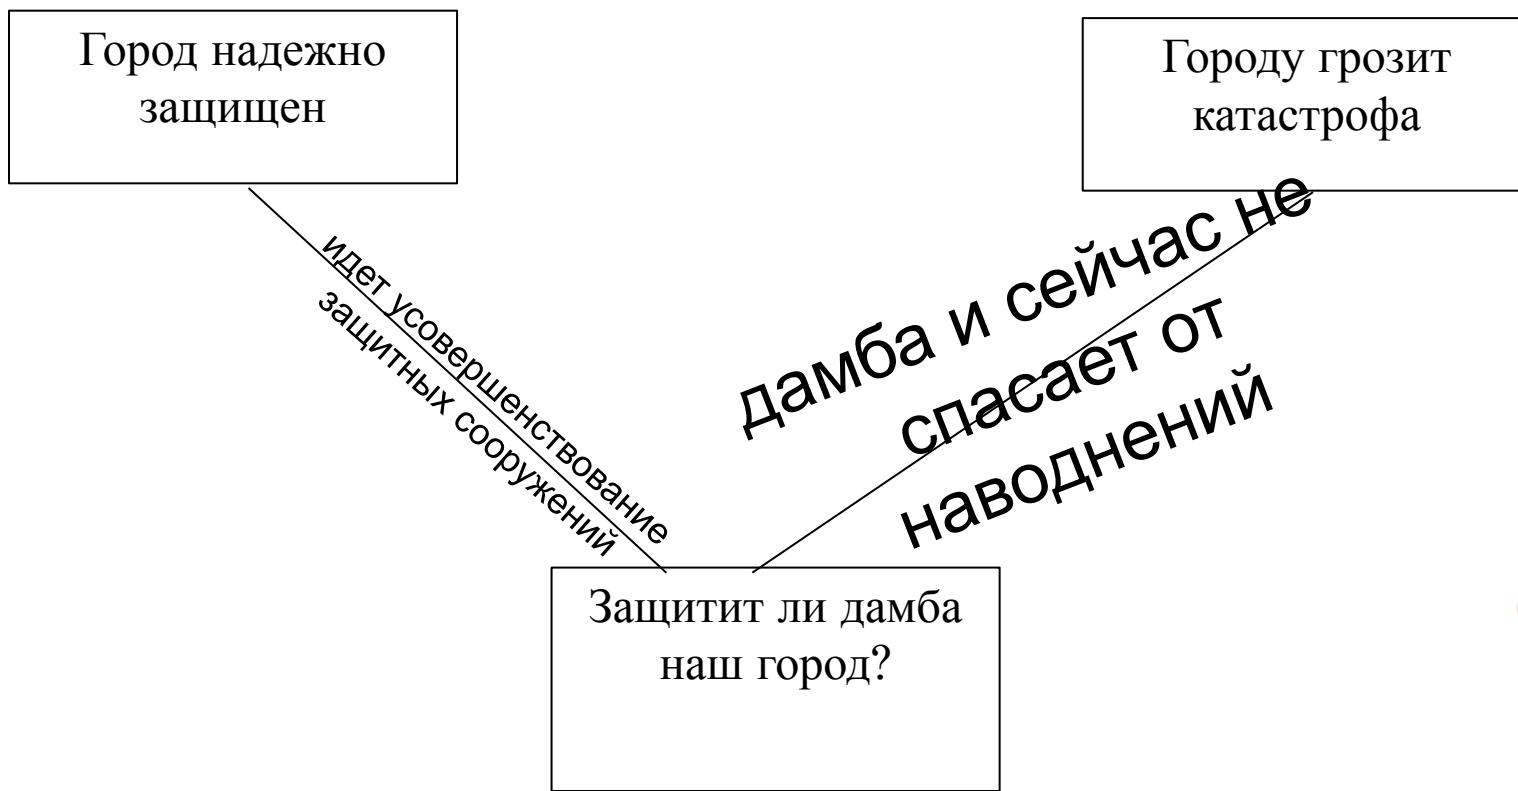 Город надежно
защищен
Городу грозит
катастрофа
идет усовершенствование
защитных сооружений
дамба и сейчас не
спасает от
наводнений
Защитит ли дамба
наш город?